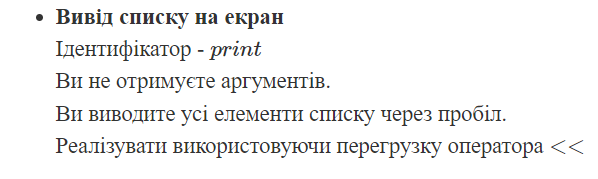 • Вивід списку на екран
Ідентифікатор - print
Ви не отримуєте аргументів.
Ви виводите усі елементи списку через пробіл.
Реалізувати використовуючи перегрузку оператора <<